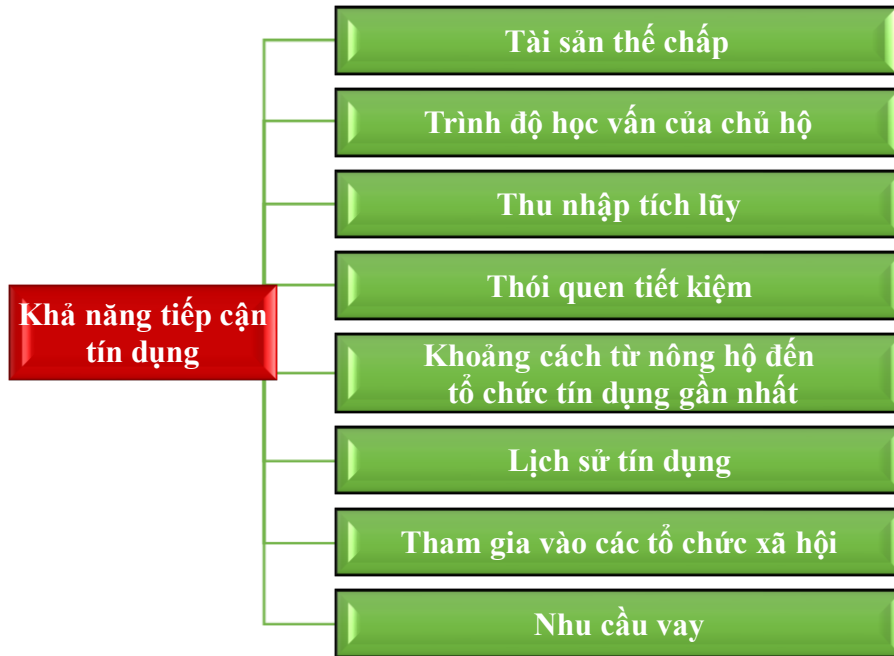 Tài sản thế chấp
Trình độ học vấn của chủ hộ
Thu nhập tích lũy
Thói quen tiết kiệm
Khả năng tiếp cận
tín dụng
Khoảng cách từ nông hộ đến
tổ chức tín dụng gần nhất
Lịch sử tín dụng
Tham gia vào các tổ chức xã hội
Nhu cầu vay